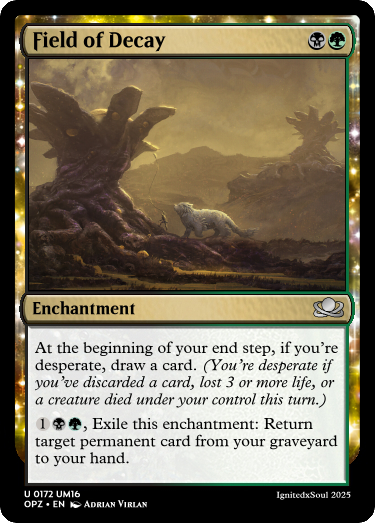 Field of Decay
Enchantment
At the beginning of your end step, if you're
desperate, draw a card. (You're desperate if
you've discarded a card, lost 3 or more life, or
a creature died under your control this turn.)
1, Exile this enchantment: Return
target permanent card from your graveyard
to your hand.
U 0172 UM16
OPZ • EN Adrian Virlan
IgnitedxSoul 2025